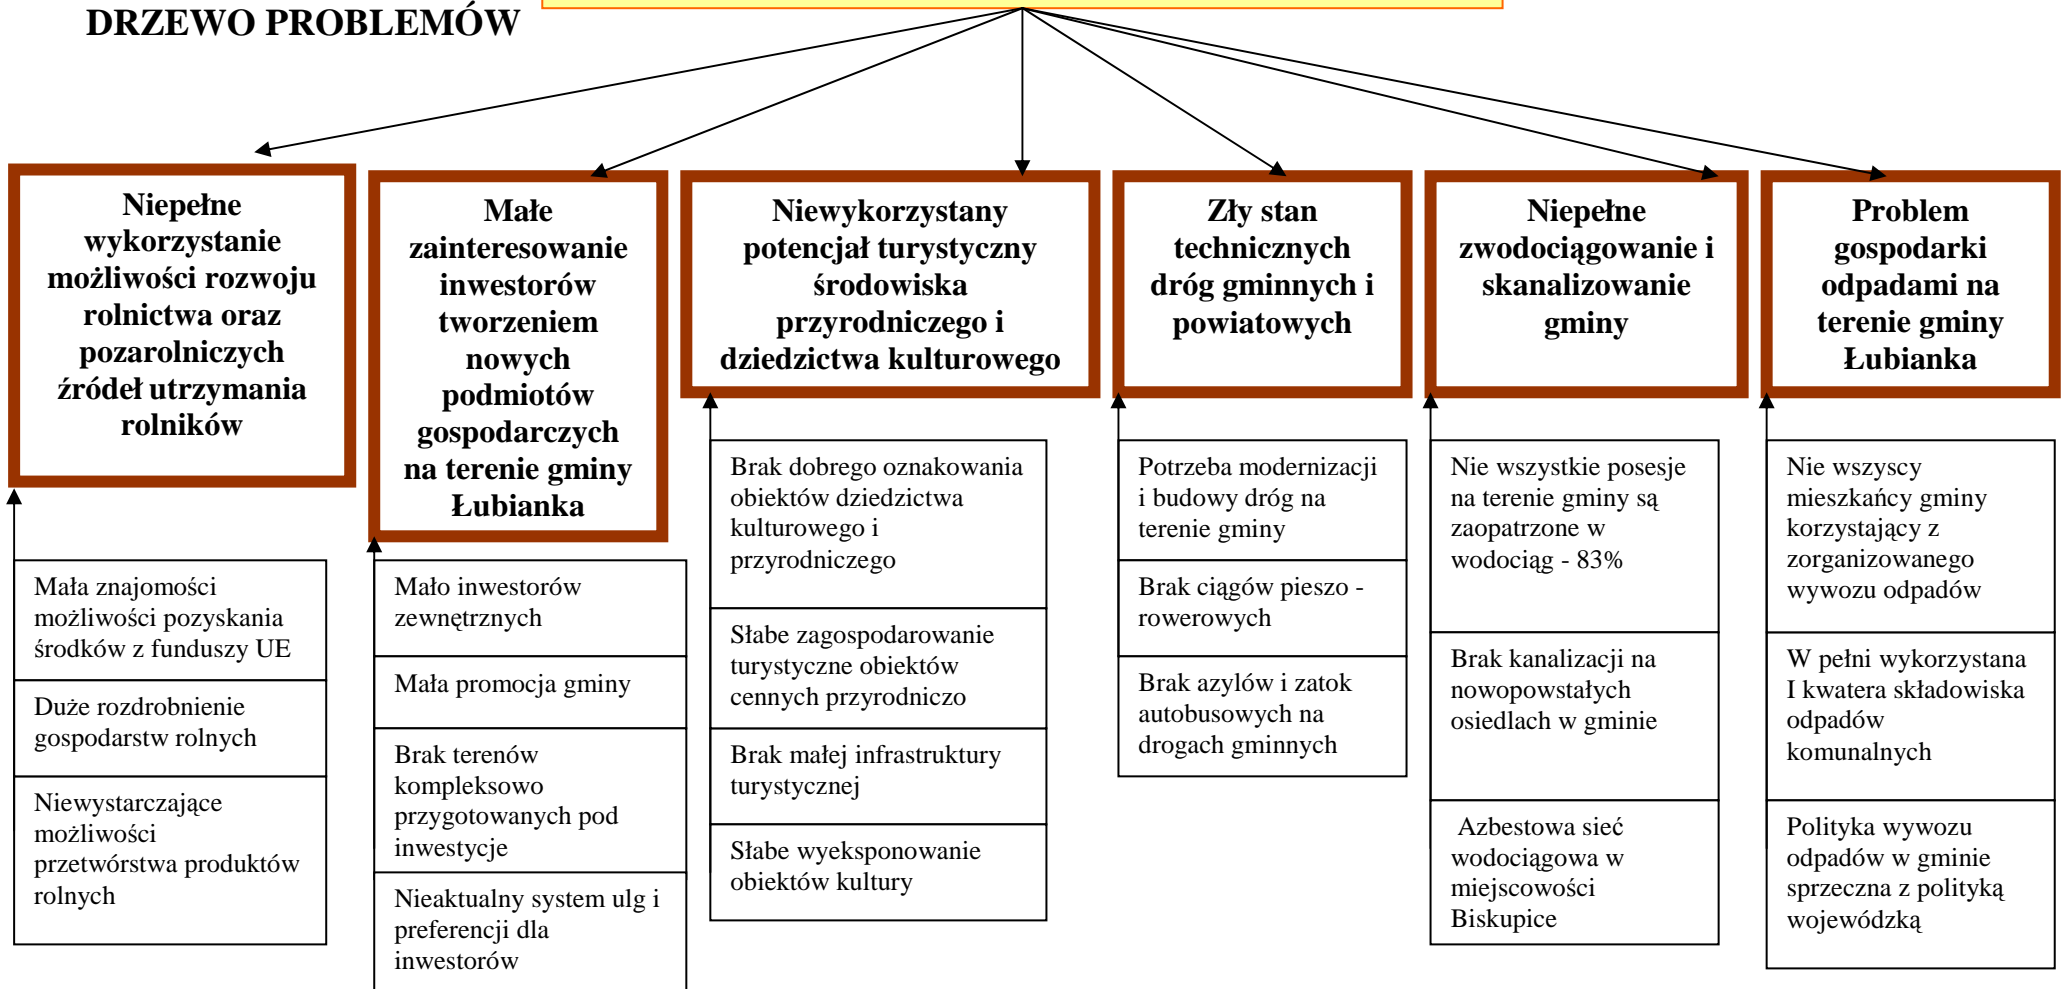 DRZEWO PROBLEMÓW
Niepełne
wykorzystanie
możliwości rozwoju
rolnictwa oraz
pozarolniczych
źródeł utrzymania
rolników
Mała znajomości
możliwości pozyskania
środków z funduszy UE
Duże rozdrobnienie
gospodarstw rolnych
Niewystarczające
możliwości
przetwórstwa produktów
rolnych
Małe
zainteresowanie
inwestorów
tworzeniem
nowych
podmiotów
gospodarczych
na terenie gminy
Łubianka
Mało inwestorów
zewnętrznych
Mała promocja gminy
Brak terenów
kompleksowo
przygotowanych pod
inwestycje
Nieaktualny system ulg i
preferencji dla
inwestorów
Niewykorzystany
potencjał turystyczny
środowiska
przyrodniczego i
dziedzictwa kulturowego
Brak dobrego oznakowania
obiektów dziedzictwa
kulturowego i
przyrodniczego
Słabe zagospodarowanie
turystyczne obiektów
cennych przyrodniczo
Brak małej infrastruktury
turystycznej
Słabe wyeksponowanie
obiektów kultury
Zły stan
technicznych
dróg gminnych i
powiatowych
Potrzeba modernizacji
i budowy dróg na
terenie gminy
Brak ciągów pieszo -
rowerowych
Brak azylów i zatok
autobusowych na
drogach gminnych
Niepełne
zwodociągowanie i
skanalizowanie
gminy
Nie wszystkie posesje
na terenie gminy są
zaopatrzone w
wodociąg - 83%
Brak kanalizacji na
nowopowstałych
osiedlach w gminie
Azbestowa sieć
wodociągowa w
miejscowości
Biskupice
Problem
gospodarki
odpadami na
terenie gminy
Łubianka
Nie wszyscy
mieszkańcy gminy
korzystający z
zorganizowanego
wywozu odpadów
W pełni wykorzystana
I kwatera składowiska
odpadów
komunalnych
Polityka wywozu
odpadów w gminie
sprzeczna z polityką
wojewódzką